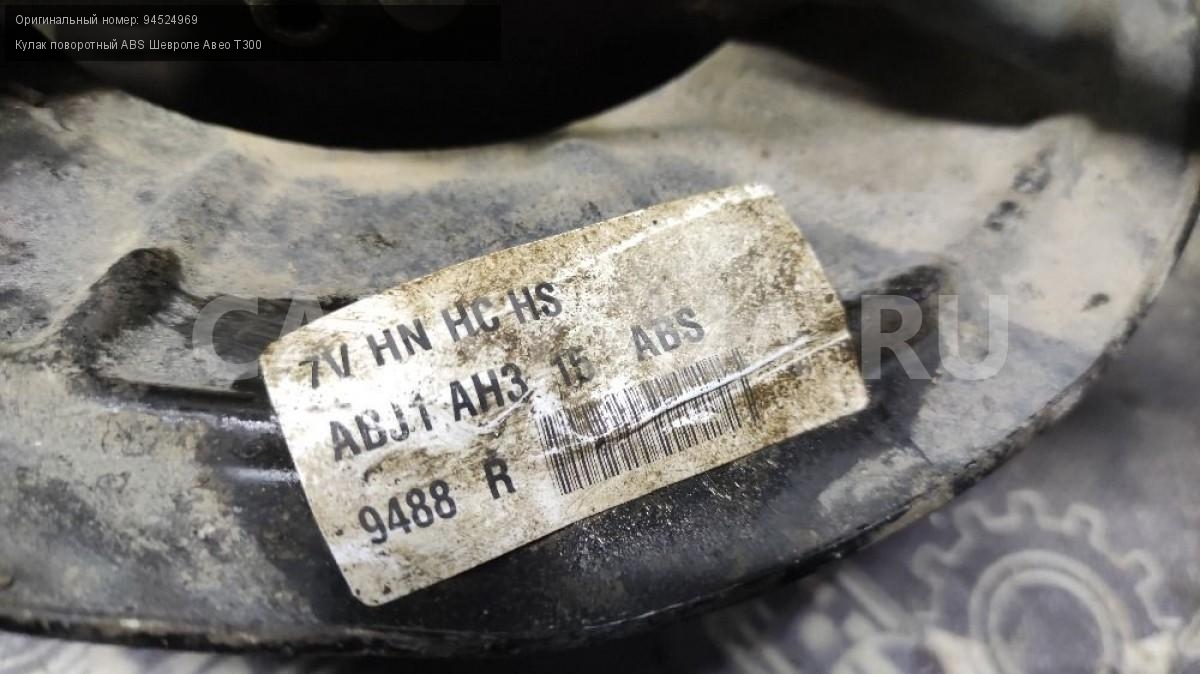 Оригинальный номер: 94524969
Кулак поворотный ABS Шевроле Авео Т300
7V HN HC HS
ABJ1 AH3 15 ABS
9488 R